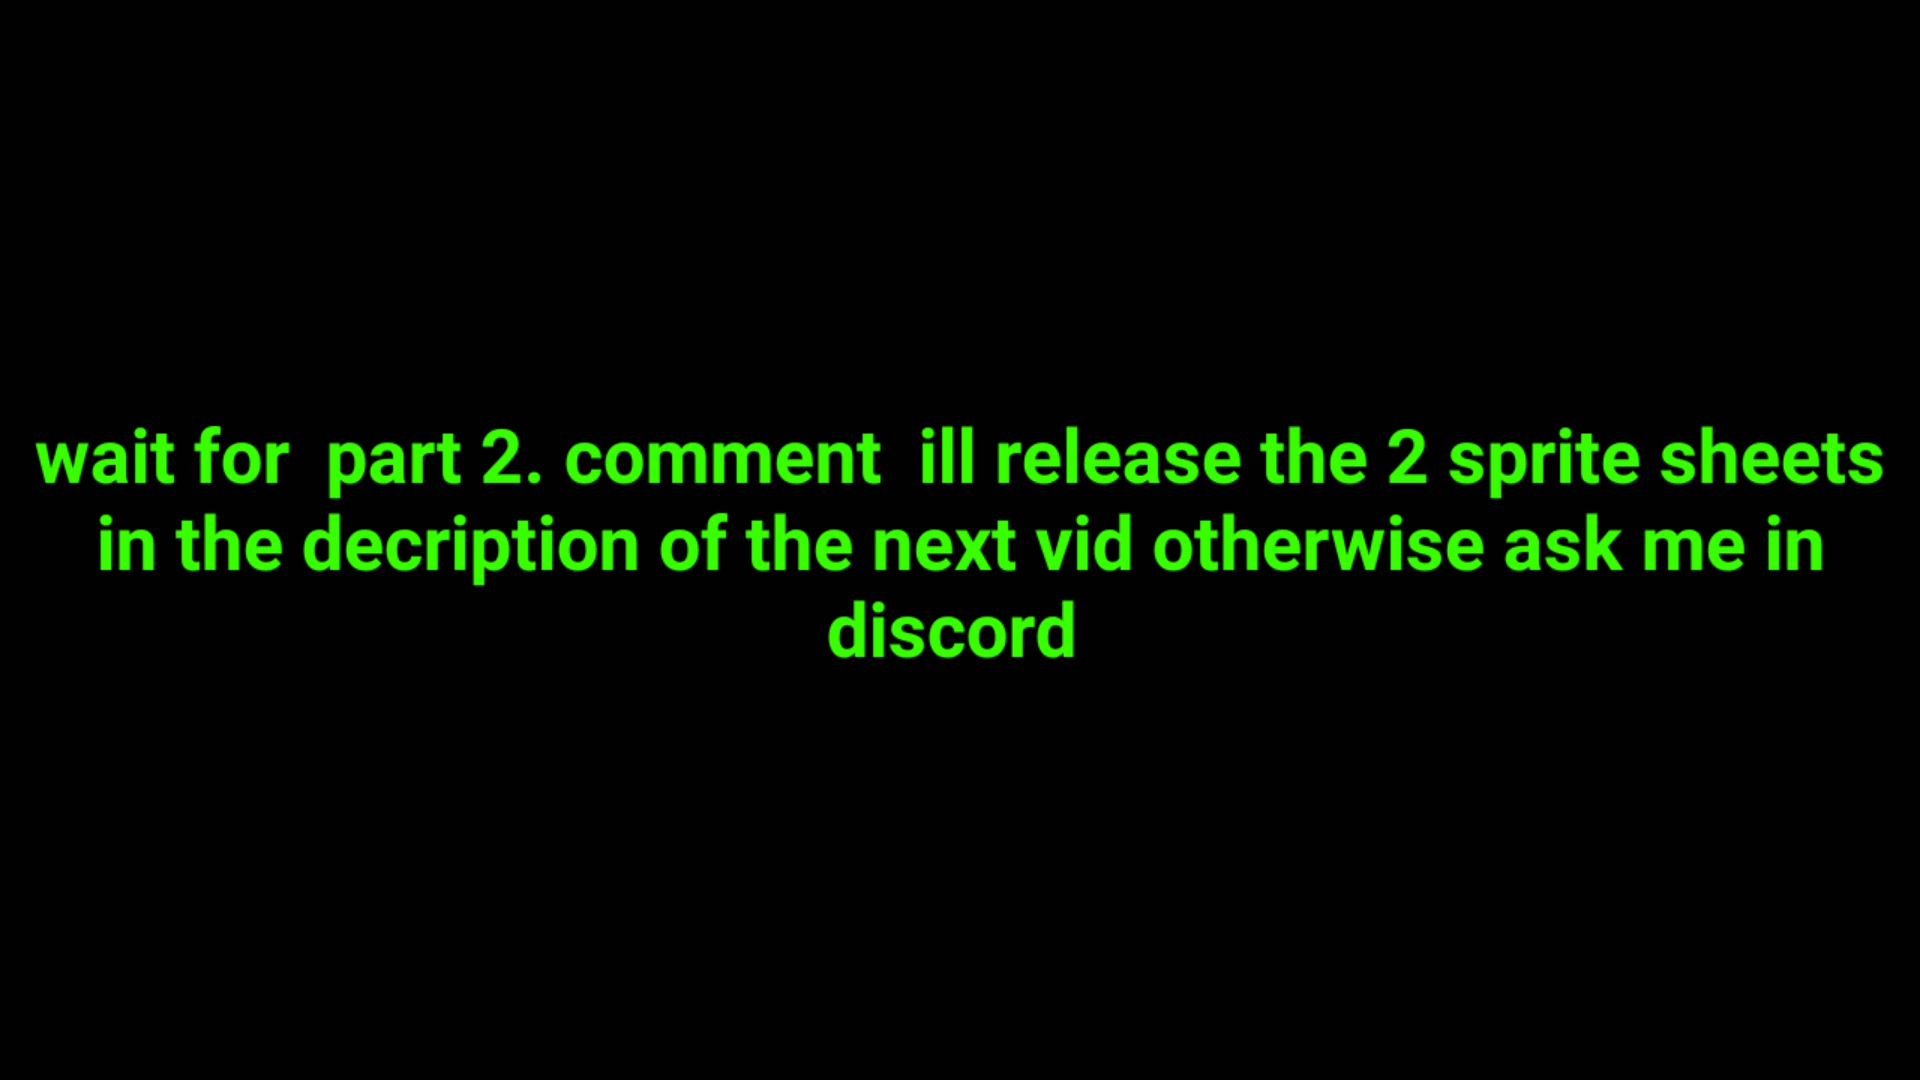 wait for  part 2. comment  ill release the 2 sprite sheets
in the decription of the next vid otherwise ask me in
discord